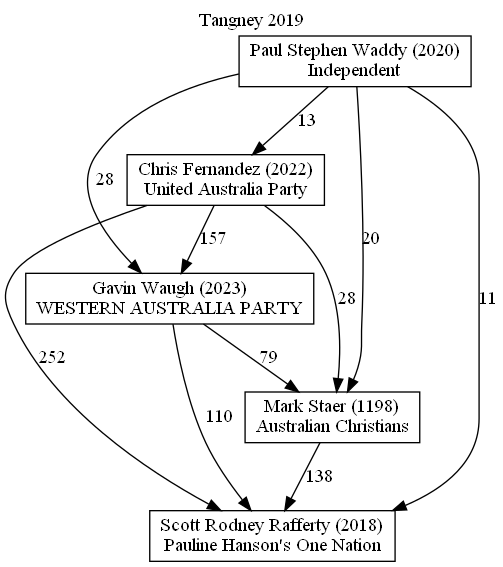 Tangney 2019
Paul Stephen Waddy (2020)
Independent
13
Chris Fernandez (2022)
United Australia Party
28
157
20
Gavin Waugh (2023)
WESTERN AUSTRALIA PARTY
28
11
252
79
Mark Staer (1198)
Australian Christians
110
138
Scott Rodney Rafferty (2018)
Pauline Hanson's One Nation